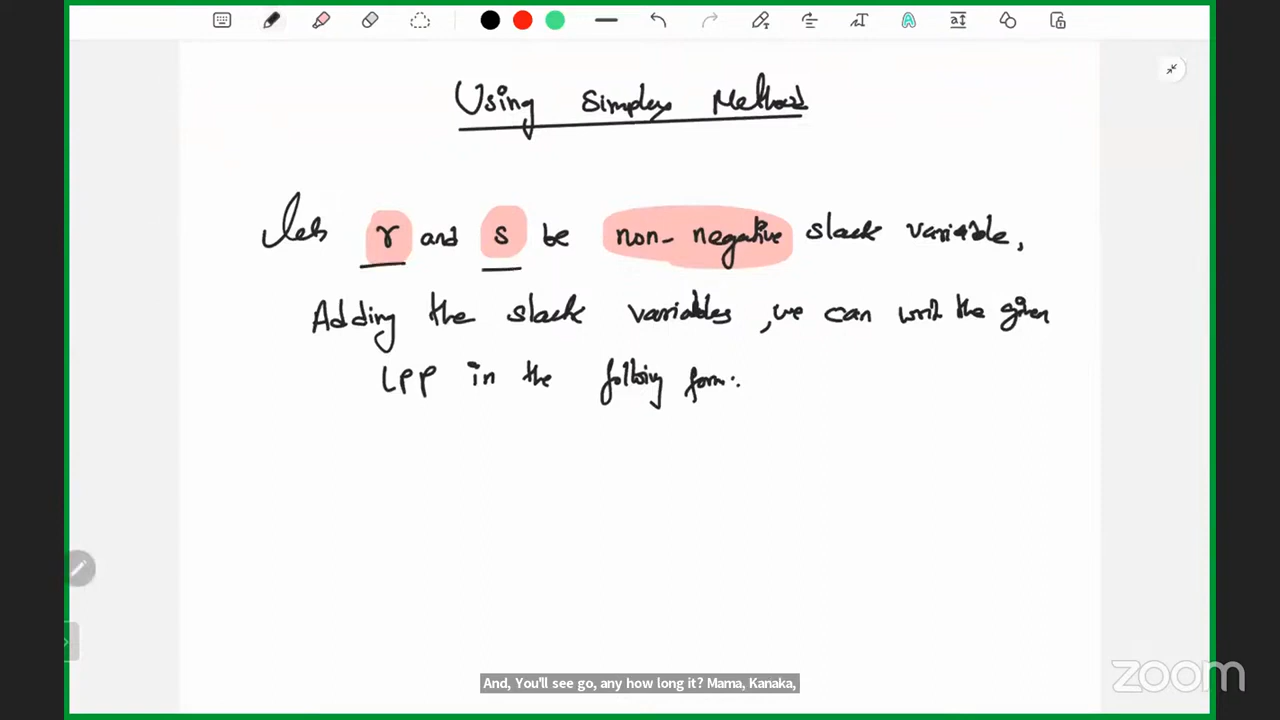 Using Simplex Method
Let r and s be non-negative slack variable,
Adding the slack variables, we can write the given
LPP in the following form:
And, You'll see go, any how long it? Mama, Kanaka,
zoom